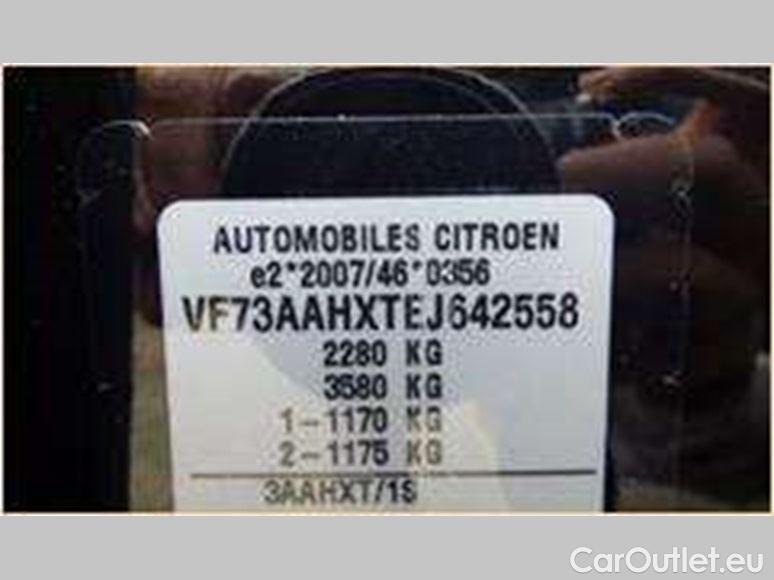 AUTOMOBILES CITROEN
e2*2007/46*0356
VF73AAHXTEJ642558
2280 KG
3580 KG
1-1170 KG
2-1175 KG
3AAHXT/1S
CarOutlet.eu